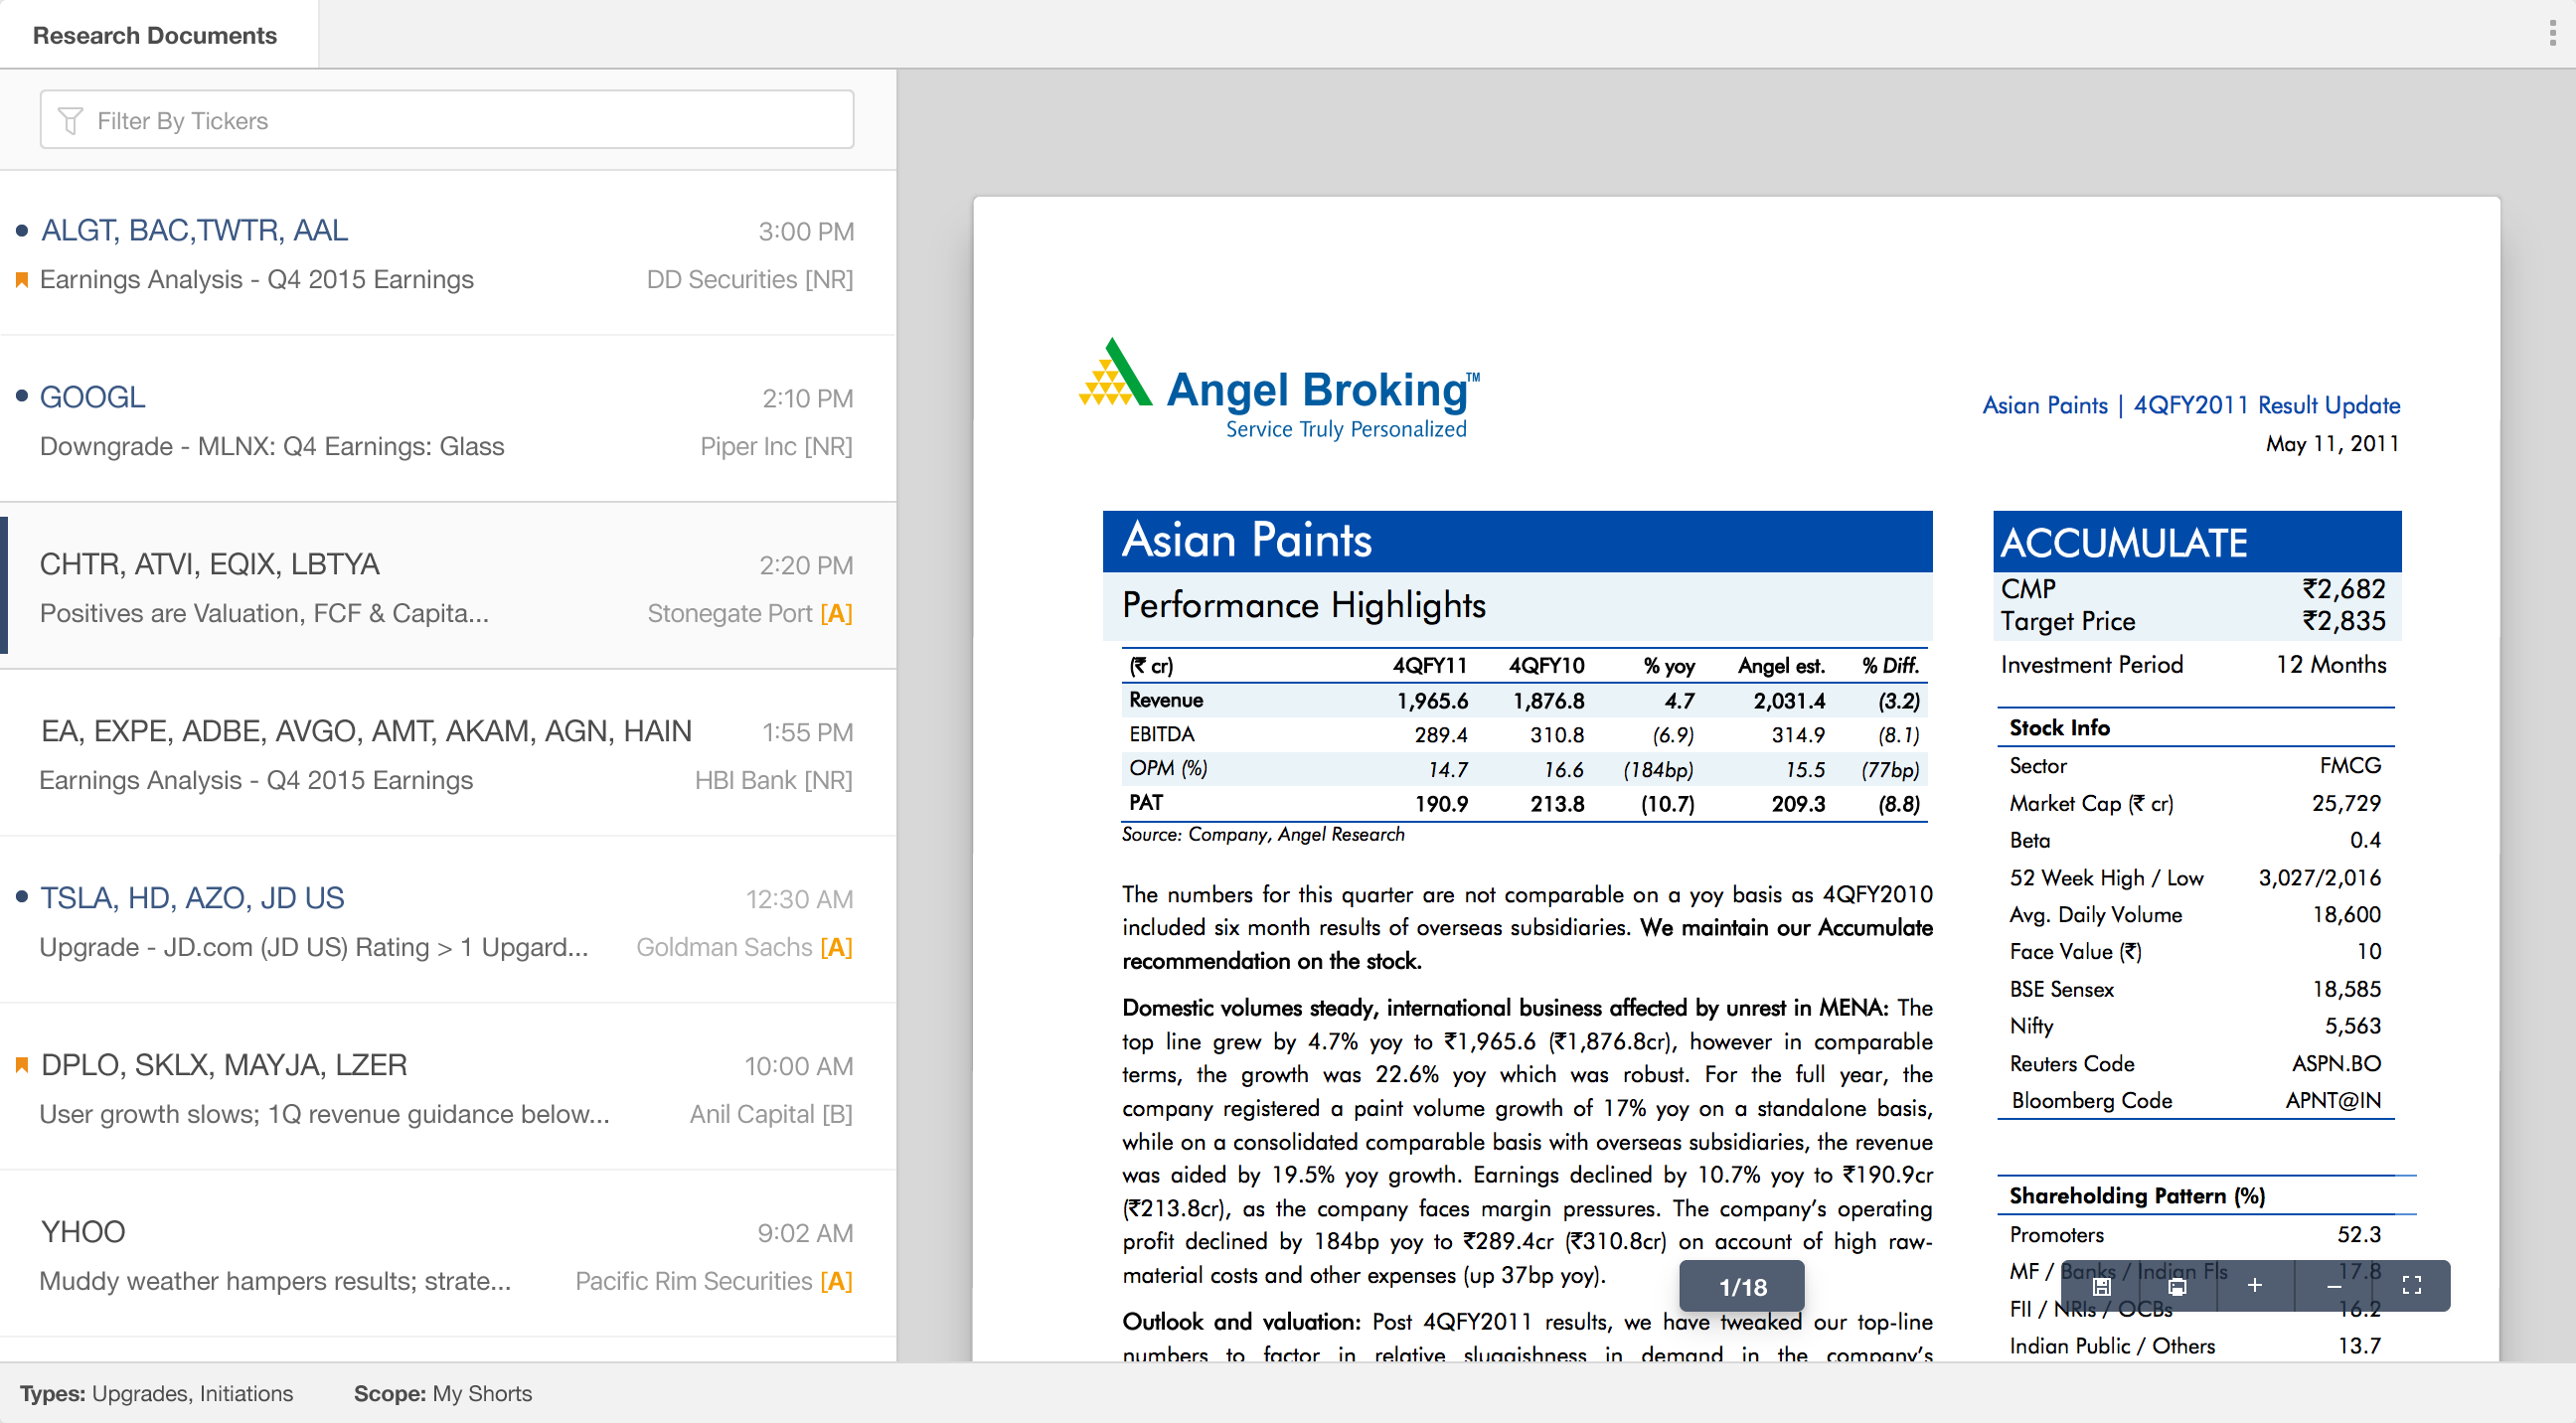 Research Documents
Filter By Tickers
ALGT, BAC,TWTR, AAL 3:00 PM
Earnings Analysis - Q4 2015 Earnings DD Securities [NR]
GOOGL 2:10 PM
Downgrade - MLNX: Q4 Earnings: Glass Piper Inc [NR]
CHTR, ATVI, EQIX, LBTYA 2:20 PM
Positives are Valuation, FCF & Capita... Stonegate Port [A]
EA, EXPE, ADBE, AVGO, AMT, AKAM, AGN, HAIN 1:55 PM
Earnings Analysis - Q4 2015 Earnings HBI Bank [NR]
TSLA, HD, AZO, JD US 12:30 AM
Upgrade - JD.com (JD US) Rating > 1 Upgard... Goldman Sachs [A]
DPLO, SKLX, MAYJA, LZER 10:00 AM
User growth slows; 1Q revenue guidance below... Anil Capital [B]
YHOO 9:02 AM
Muddy weather hampers results; strate... Pacific Rim Securities [A]
Types: Upgrades, Initiations Scope: My Shorts
Angel Broking™
Service Truly Personalized
Asian Paints | 4QFY2011 Result Update
May 11, 2011
Asian Paints
Performance Highlights
(₹ cr) 4QFY11 4QFY10 % yoy Angel est. % Diff.
Revenue 1,965.6 1,876.8 4.7 2,031.4 (3.2)
EBITDA 289.4 310.8 (6.9) 314.9 (8.1)
OPM (%) 14.7 16.6 (184bp) 15.5 (77bp)
PAT 190.9 213.8 (10.7) 209.3 (8.8)
Source: Company, Angel Research
The numbers for this quarter are not comparable on a yoy basis as 4QFY2010
included six month results of overseas subsidiaries. We maintain our Accumulate
recommendation on the stock.
Domestic volumes steady, international business affected by unrest in MENA: The
top line grew by 4.7% yoy to ₹1,965.6 (₹1,876.8cr), however in comparable
terms, the growth was 22.6% yoy which was robust. For the full year, the
company registered a paint volume growth of 17% yoy on a standalone basis,
while on a consolidated comparable basis with overseas subsidiaries, the revenue
was aided by 19.5% yoy growth. Earnings declined by 10.7% yoy to ₹190.9cr
(₹213.8cr), as the company faces margin pressures. The company's operating
profit declined by 184bp yoy to ₹289.4cr (₹310.8cr) on account of high raw-
material costs and other expenses (up 37bp yoy).
Outlook and valuation: Post 4QFY2011 results, we have tweaked our top-line
numbers to factor in relative sluggishness in demand in the company's
1/18
ACCUMULATE
CMP ₹2,682
Target Price ₹2,835
Investment Period 12 Months
Stock Info
Sector FMCG
Market Cap (₹ cr) 25,729
Beta 0.4
52 Week High / Low 3,027/2,016
Avg. Daily Volume 18,600
Face Value (₹) 10
BSE Sensex 18,585
Nifty 5,563
Reuters Code ASPN.BO
Bloomberg Code APNT@IN
Shareholding Pattern (%)
Promoters 52.3
MF / Banks / Indian Fls 17.8
FII / NRIs / OCBs 16.2
Indian Public / Others 13.7